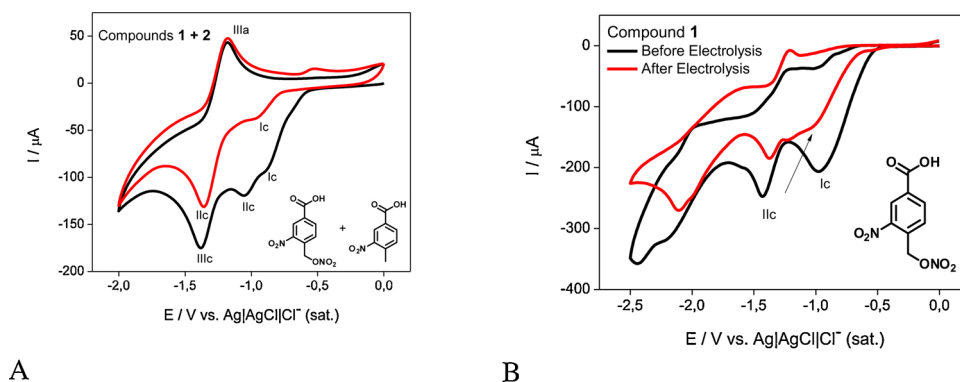 Compounds 1 + 2
IIIa
Ic
Ic
IIc
IIc
IIIc
I / µA
50
0
-50
-100
-150
-200
-2,0
-1,5
-1,0
-0,5
0,0
E / V vs. Ag|AgCl|Cl⁻ (sat.)
O
OH
NO₂
ONO₂
+
O
OH
NO₂
A
Compound 1
Before Electrolysis
After Electrolysis
Ic
IIc
I / µA
0
-100
-200
-300
-400
-2,5
-2,0
-1,5
-1,0
-0,5
0,0
E / V vs. Ag|AgCl|Cl⁻ (sat.)
O
OH
NO₂
ONO₂
B